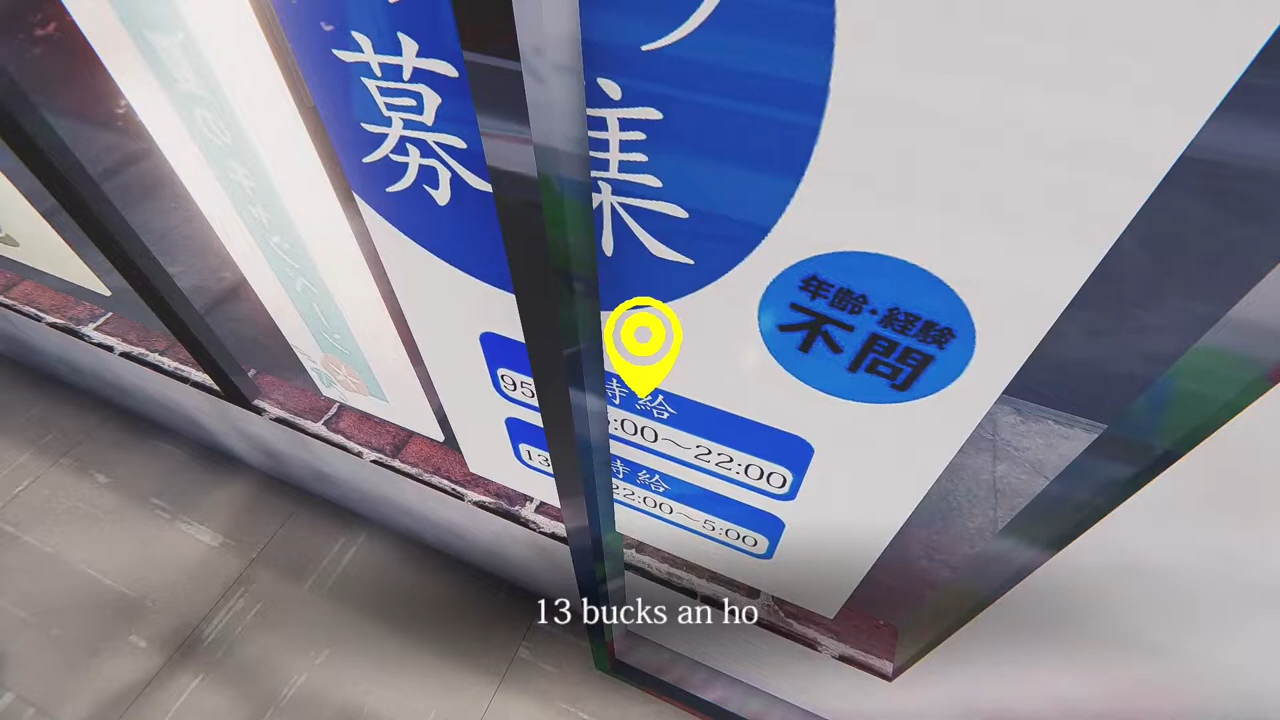 募
集
年齢・経験
不問
95
時給
:00～22:00
13
時給
22:00～5:00
13 bucks an ho